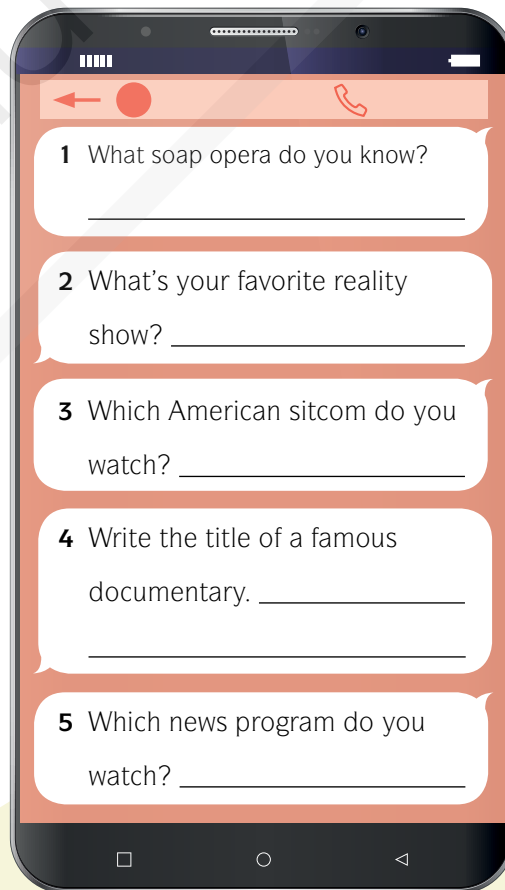 1 What soap opera do you know?
2 What's your favorite reality
show?
3 Which American sitcom do you
watch?
4 Write the title of a famous
documentary.
5 Which news program do you
watch?